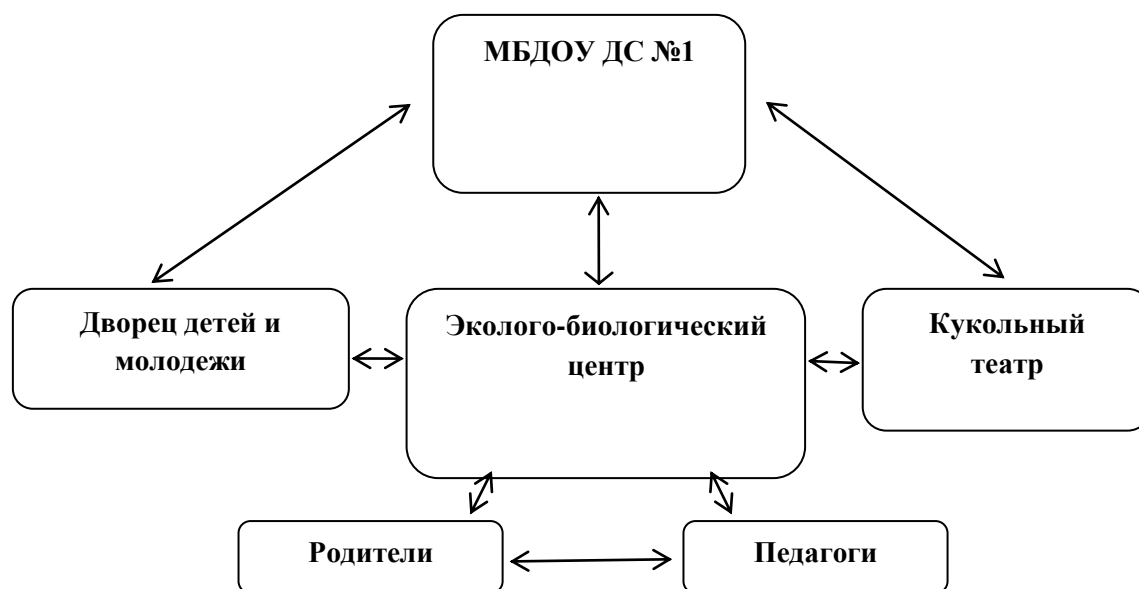 МБДОУ ДС №1
Дворец детей и
молодежи
Эколого-биологический
центр
Кукольный
театр
Родители
Педагоги